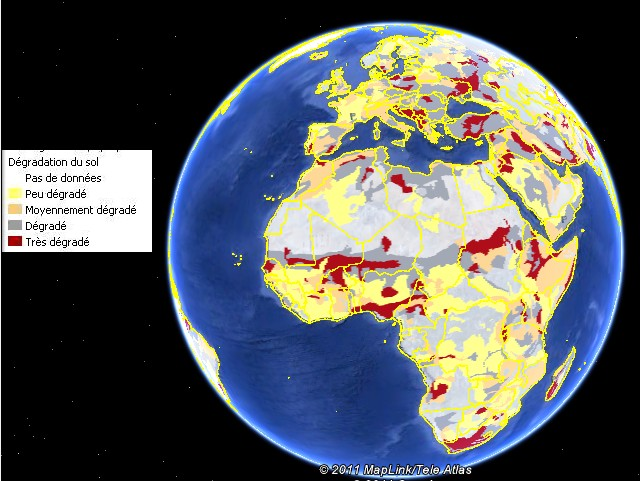 Dégradation du sol
Pas de données
Peu dégradé
Moyennement dégradé
Dégradé
Très dégradé
© 2011 MapLink/Tele Atlas